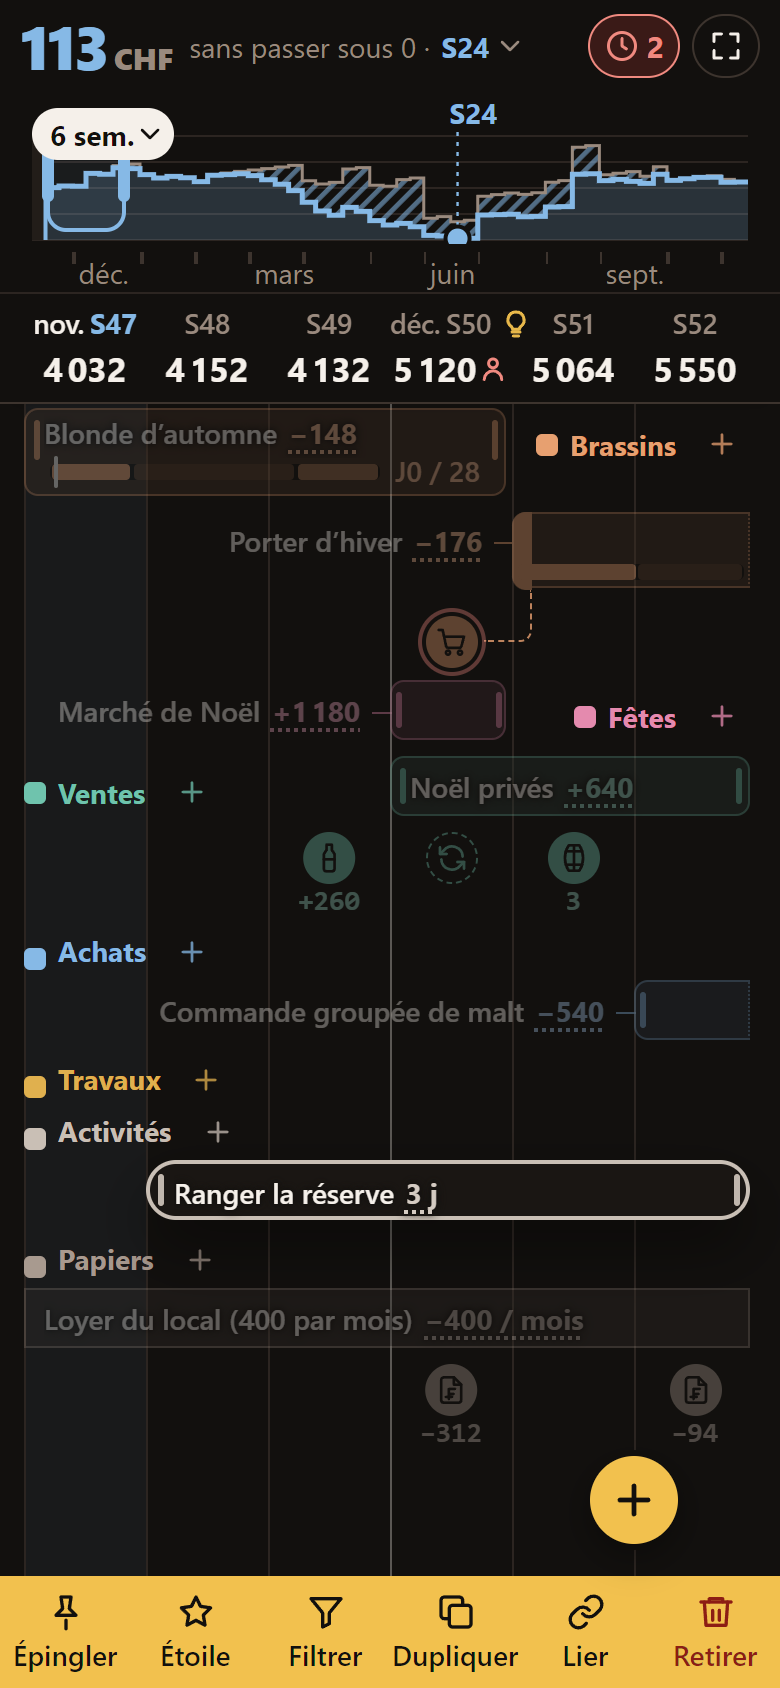 113 CHF sans passer sous 0 · S24
2
6 sem.
S24
déc. mars juin sept.
nov. S47 S48 S49 déc. S50 S51 S52
4 032 4 152 4 132 5 120 5 064 5 550
Blonde d’automne −148
J0 / 28
Brassins +
Porter d’hiver −176
Marché de Noël +1 180
Fêtes +
Noël privés +640
Ventes +
+260 3
Achats +
Commande groupée de malt −540
Travaux +
Activités +
Ranger la réserve 3 j
Papiers +
Loyer du local (400 par mois) −400 / mois
−312 −94
+
Épingler Étoile Filtrer Dupliquer Lier Retirer